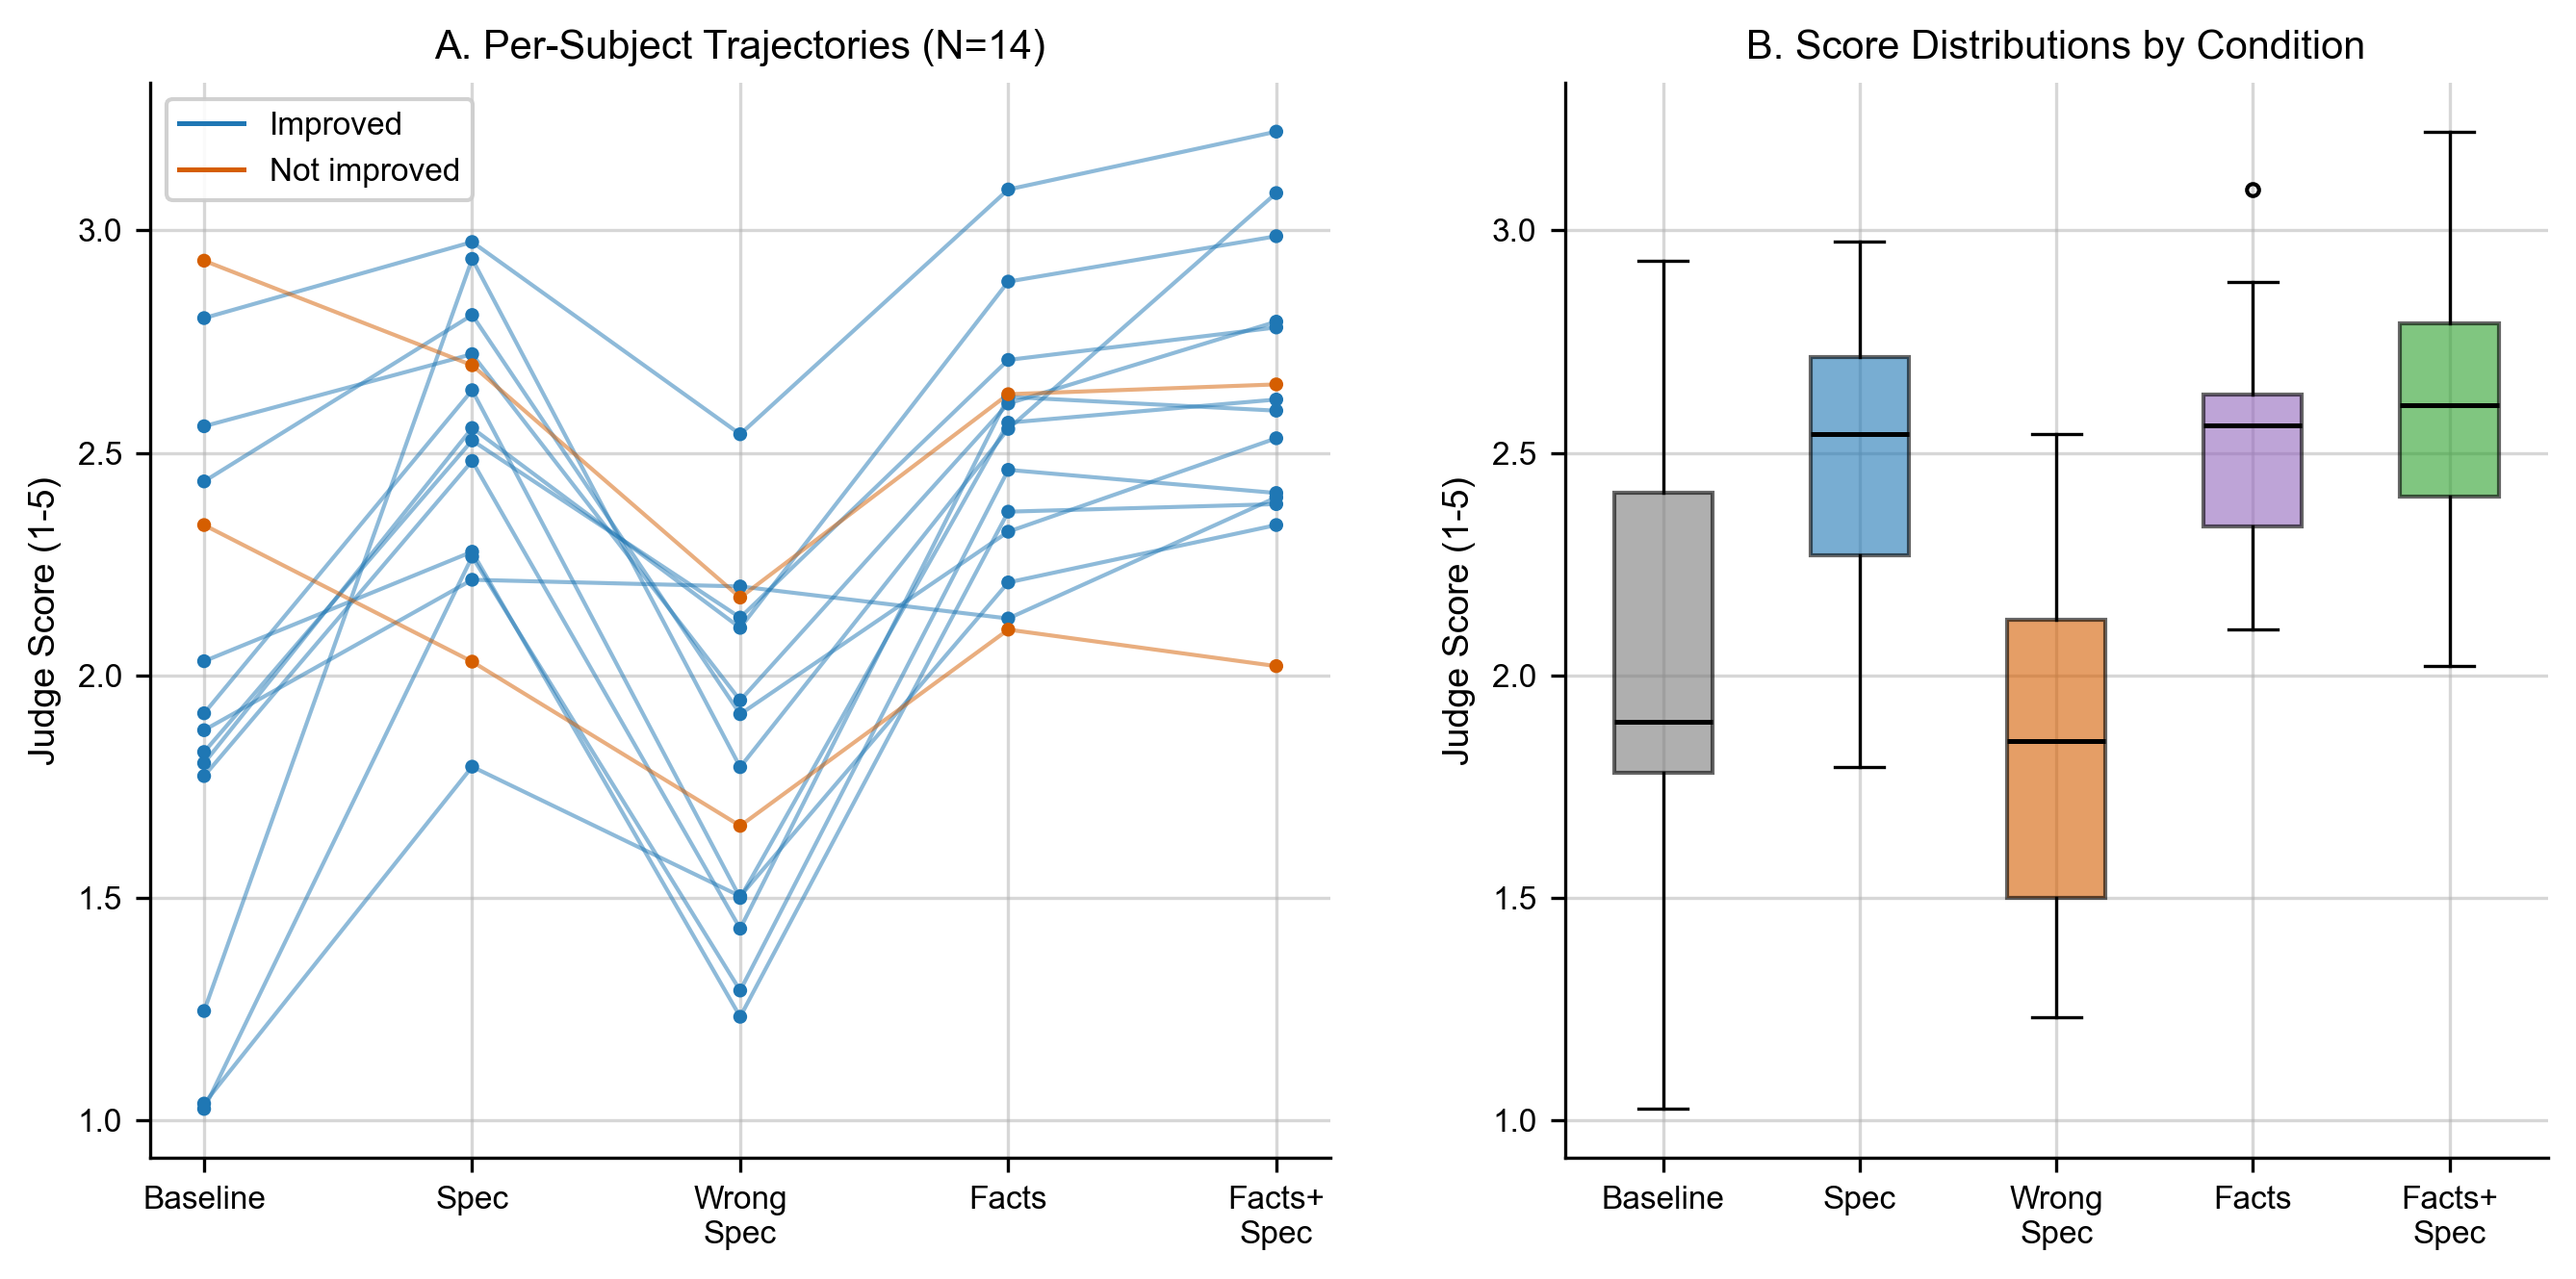 A. Per-Subject Trajectories (N=14)
Improved
Not improved
Judge Score (1-5)
3.0
2.5
2.0
1.5
1.0
Baseline
Spec
Wrong
Spec
Facts
Facts+
Spec
B. Score Distributions by Condition
Judge Score (1-5)
3.0
2.5
2.0
1.5
1.0
Baseline
Spec
Wrong
Spec
Facts
Facts+
Spec